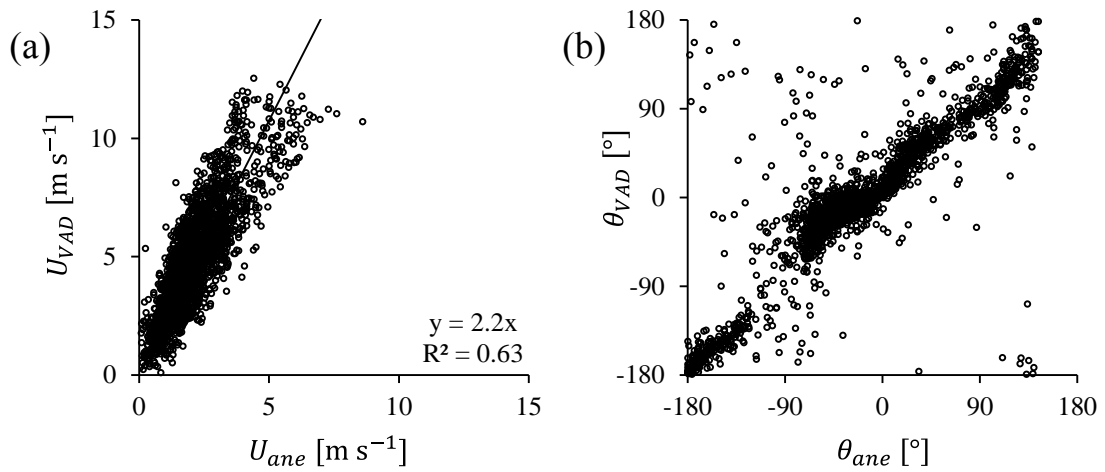 (a)
15
10
5
0
U_VAD [m s⁻¹]
y = 2.2x
R² = 0.63
0 5 10 15
U_ane [m s⁻¹]
(b)
180
90
0
-90
-180
θ_VAD [°]
-180 -90 0 90 180
θ_ane [°]